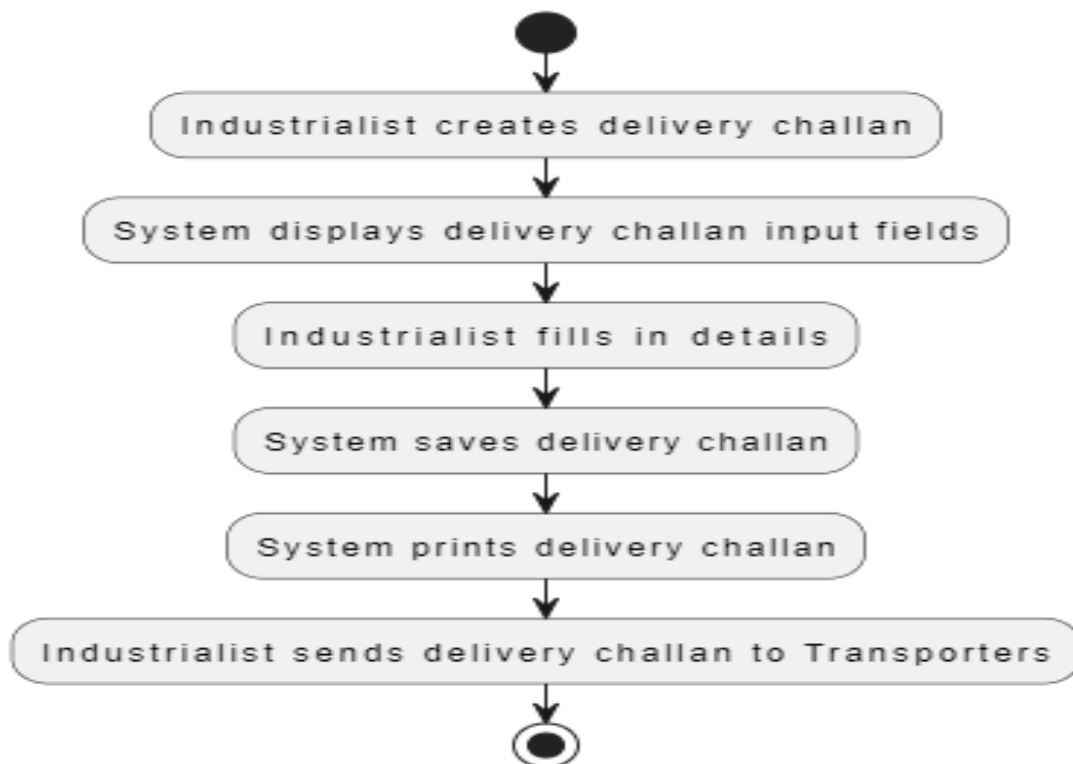 Industrialist creates delivery challan
System displays delivery challan input fields
Industrialist fills in details
System saves delivery challan
System prints delivery challan
Industrialist sends delivery challan to Transporters